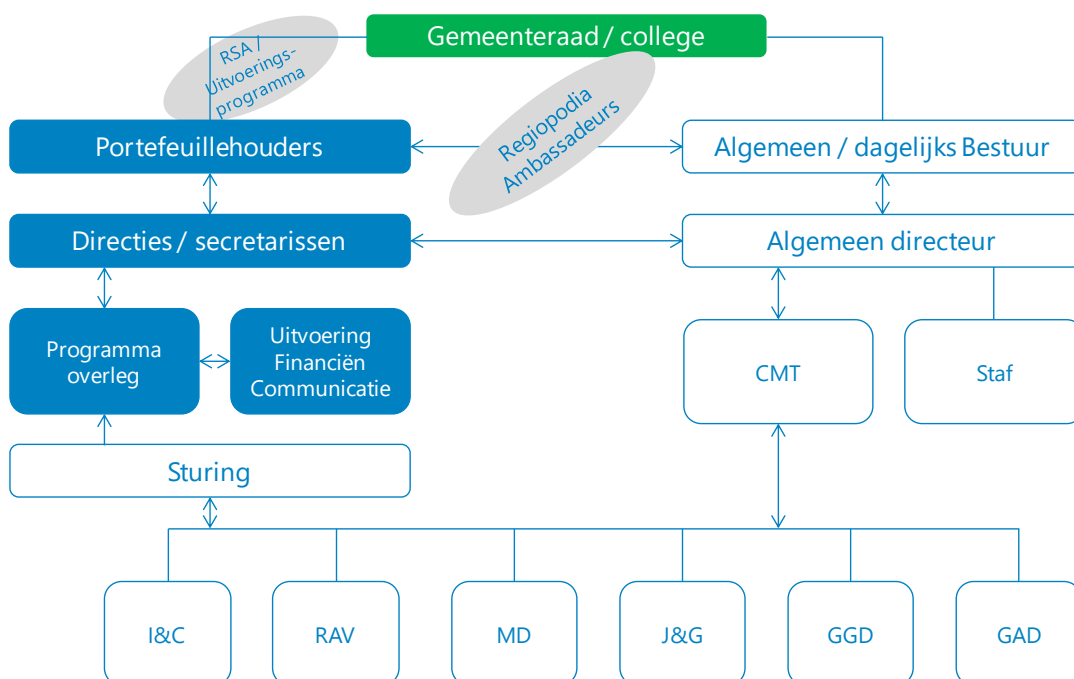 Gemeenteraad / college
RSA /
Uitvoerings-
programma
Regiopodia
Ambassadeurs
Portefeuillehouders
Algemeen / dagelijks Bestuur
Directies / secretarissen
Algemeen directeur
Programma
overleg
Uitvoering
Financiën
Communicatie
CMT
Staf
Sturing
I&C
RAV
MD
J&G
GGD
GAD